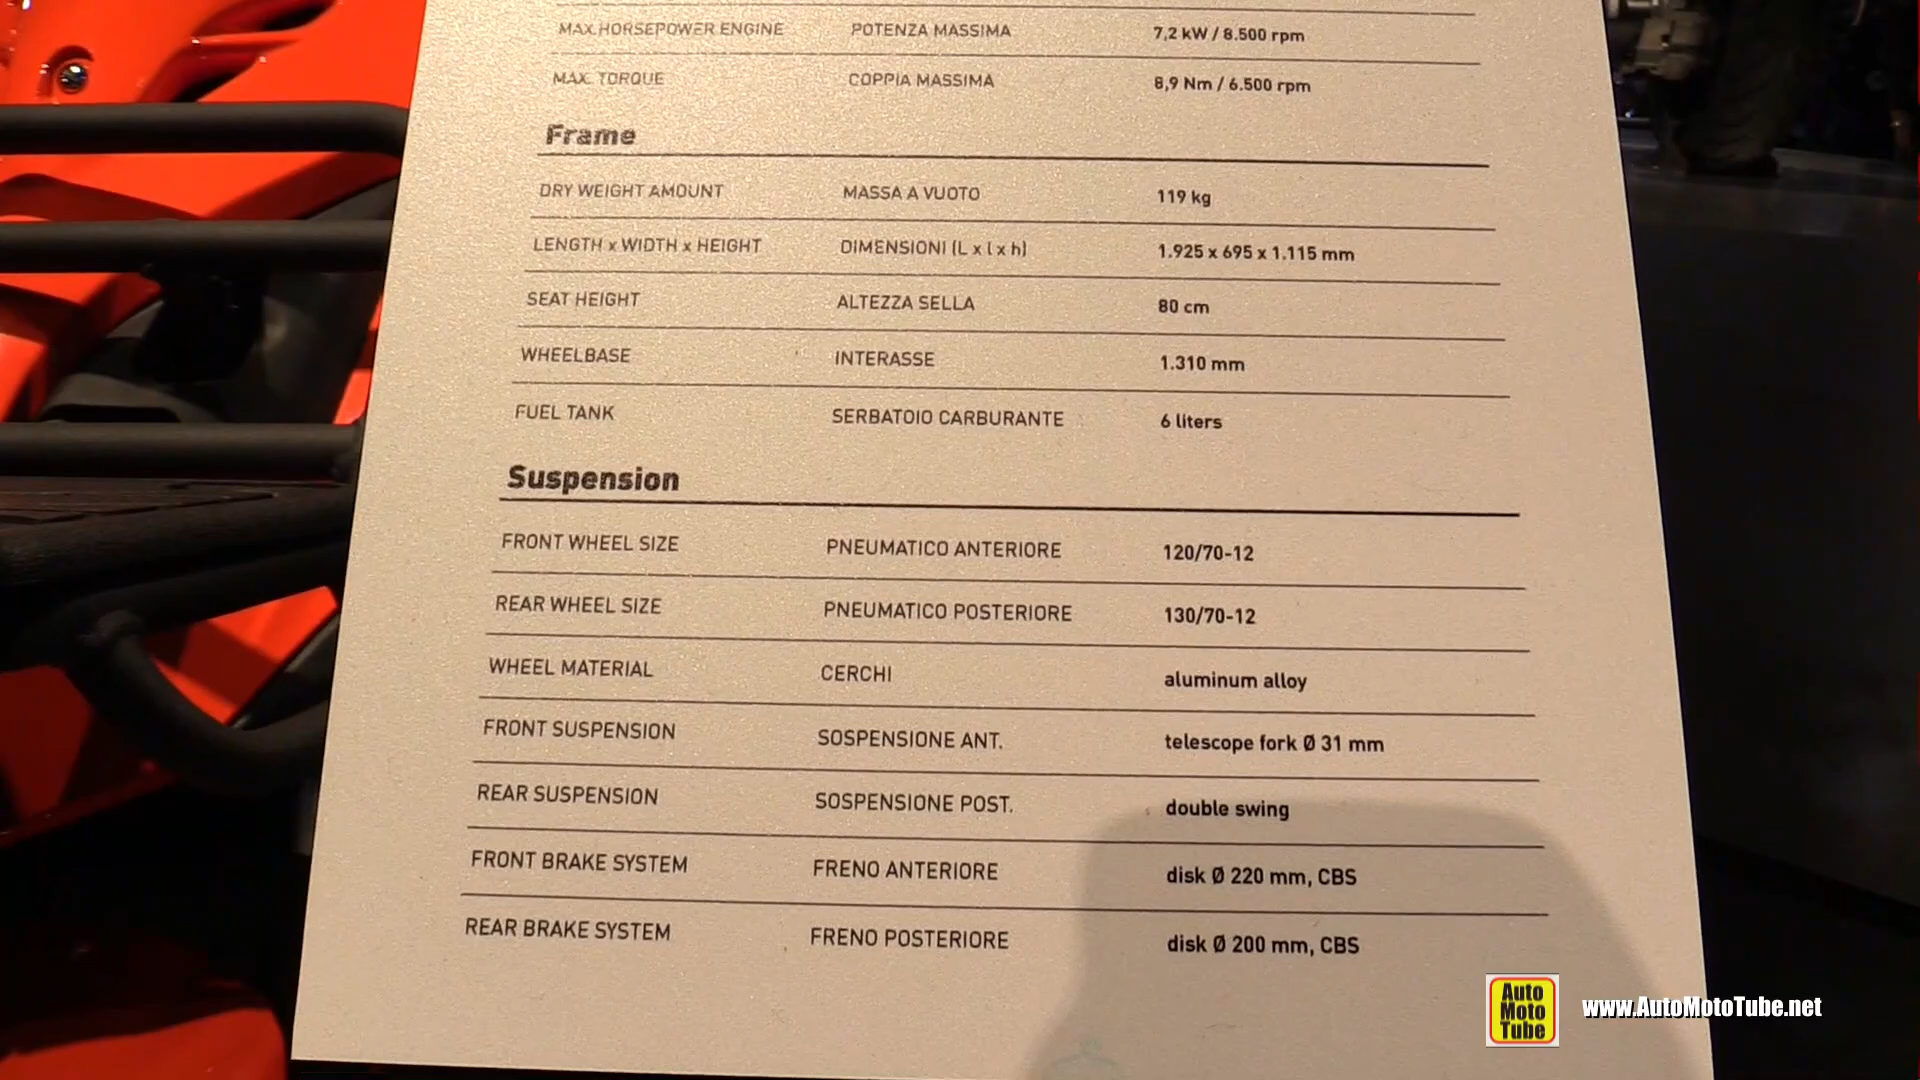 MAX.HORSEPOWER ENGINE POTENZA MASSIMA 7,2 kW / 8.500 rpm
MAX. TORQUE COPPIA MASSIMA 8,9 Nm / 6.500 rpm
Frame
DRY WEIGHT AMOUNT MASSA A VUOTO 119 kg
LENGTH x WIDTH x HEIGHT DIMENSIONI (L x l x h) 1.925 x 695 x 1.115 mm
SEAT HEIGHT ALTEZZA SELLA 80 cm
WHEELBASE INTERASSE 1.310 mm
FUEL TANK SERBATOIO CARBURANTE 6 liters
Suspension
FRONT WHEEL SIZE PNEUMATICO ANTERIORE 120/70-12
REAR WHEEL SIZE PNEUMATICO POSTERIORE 130/70-12
WHEEL MATERIAL CERCHI aluminum alloy
FRONT SUSPENSION SOSPENSIONE ANT. telescope fork Ø 31 mm
REAR SUSPENSION SOSPENSIONE POST. double swing
FRONT BRAKE SYSTEM FRENO ANTERIORE disk Ø 220 mm, CBS
REAR BRAKE SYSTEM FRENO POSTERIORE disk Ø 200 mm, CBS
Auto
Moto
Tube
www.AutoMotoTube.net